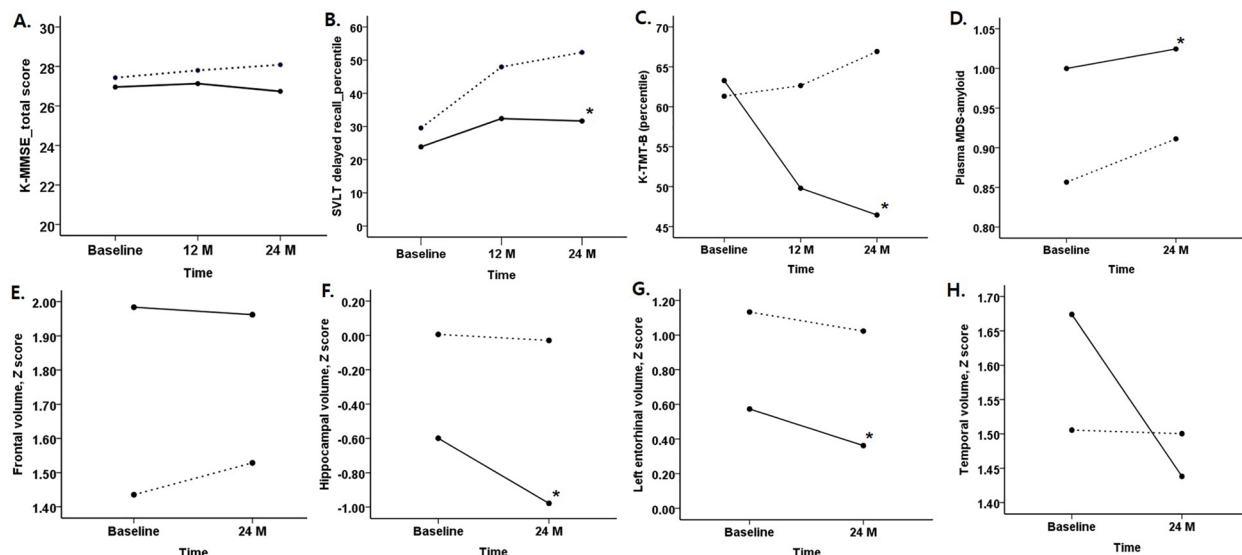 A.
K-MMSE_total score
30
28
26
24
22
20
Baseline
12 M
24 M
Time
B.
SVLT delayed recall_percentile
60
50
40
30
20
10
0
*
Baseline
12 M
24 M
Time
C.
K-TMT-B (percentile)
67
65
60
55
50
45
*
Baseline
12 M
24 M
Time
D.
Plasma MDS-amyloid
1.05
1.00
0.95
0.90
0.85
0.80
*
Baseline
24 M
Time
E.
Frontal volume, Z score
2.00
1.90
1.80
1.70
1.60
1.50
1.40
Baseline
24 M
Time
F.
Hippocampal volume, Z score
0.20
0.00
-0.20
-0.40
-0.60
-0.80
-1.00
*
Baseline
24 M
Time
G.
Left entorhinal volume, Z score
1.20
1.00
0.80
0.60
0.40
0.20
0.00
*
Baseline
24 M
Time
H.
Temporal volume, Z score
1.70
1.65
1.60
1.55
1.50
1.45
1.40
Baseline
24 M
Time